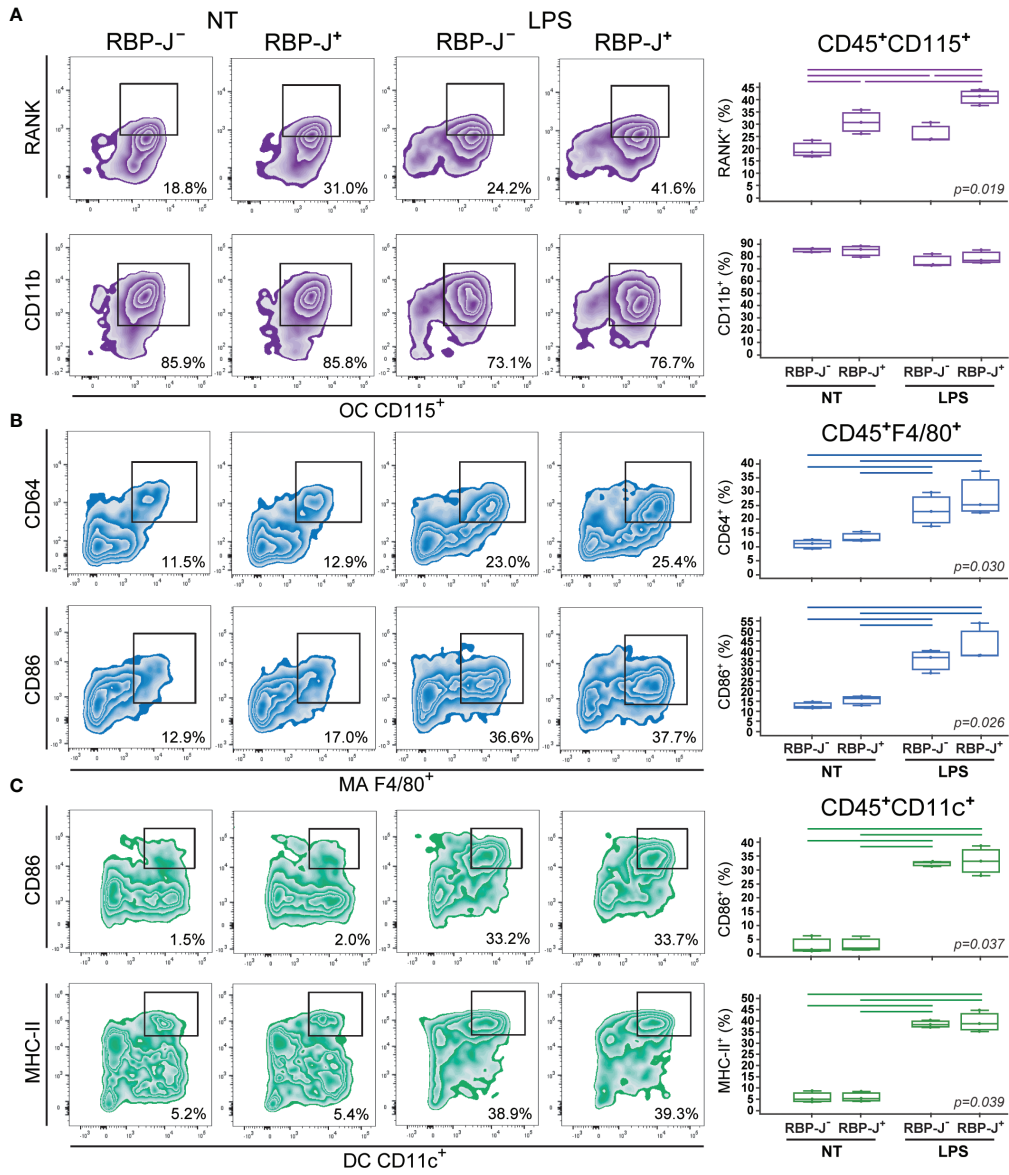 A
NT
LPS
RBP-J⁻
RBP-J⁺
RBP-J⁻
RBP-J⁺
CD45⁺CD115⁺
RANK
18.8%
31.0%
24.2%
41.6%
RANK⁺ (%)
45
40
35
30
25
20
15
10
5
0
p=0.019
CD11b
85.9%
85.8%
73.1%
76.7%
CD11b⁺ (%)
90
80
70
60
50
40
30
20
10
0
RBP-J⁻ RBP-J⁺ RBP-J⁻ RBP-J⁺
NT LPS
OC CD115⁺
B
CD45⁺F4/80⁺
CD64
11.5%
12.9%
23.0%
25.4%
CD64⁺ (%)
40
35
30
25
20
15
10
5
0
p=0.030
CD86
12.9%
17.0%
36.6%
37.7%
CD86⁺ (%)
55
50
45
40
35
30
25
20
15
10
5
0
p=0.026
RBP-J⁻ RBP-J⁺ RBP-J⁻ RBP-J⁺
NT LPS
MA F4/80⁺
C
CD45⁺CD11c⁺
CD86
1.5%
2.0%
33.2%
33.7%
CD86⁺ (%)
40
35
30
25
20
15
10
5
0
p=0.037
MHC-II
5.2%
5.4%
38.9%
39.3%
MHC-II⁺ (%)
50
45
40
35
30
25
20
15
10
5
0
p=0.039
RBP-J⁻ RBP-J⁺ RBP-J⁻ RBP-J⁺
NT LPS
DC CD11c⁺